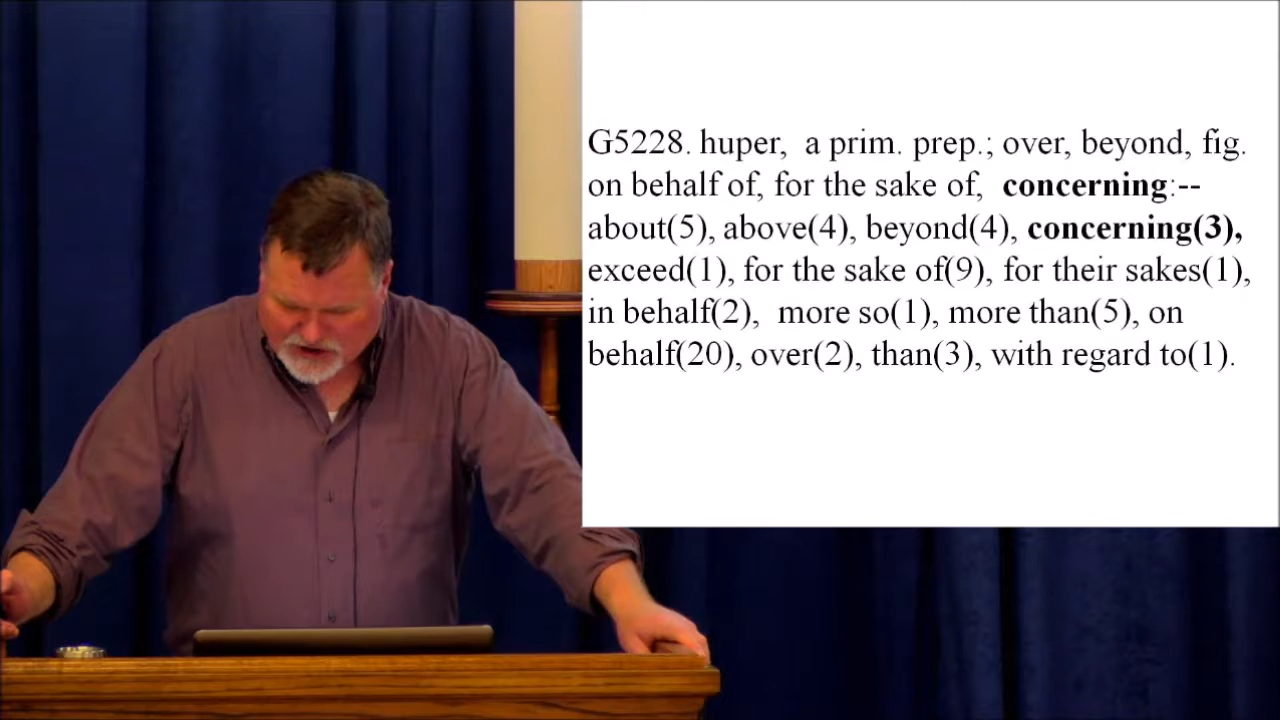 G5228. huper,  a prim. prep.; over, beyond, fig.
on behalf of, for the sake of,  concerning:--
about(5), above(4), beyond(4), concerning(3),
exceed(1), for the sake of(9), for their sakes(1),
in behalf(2),  more so(1), more than(5), on
behalf(20), over(2), than(3), with regard to(1).